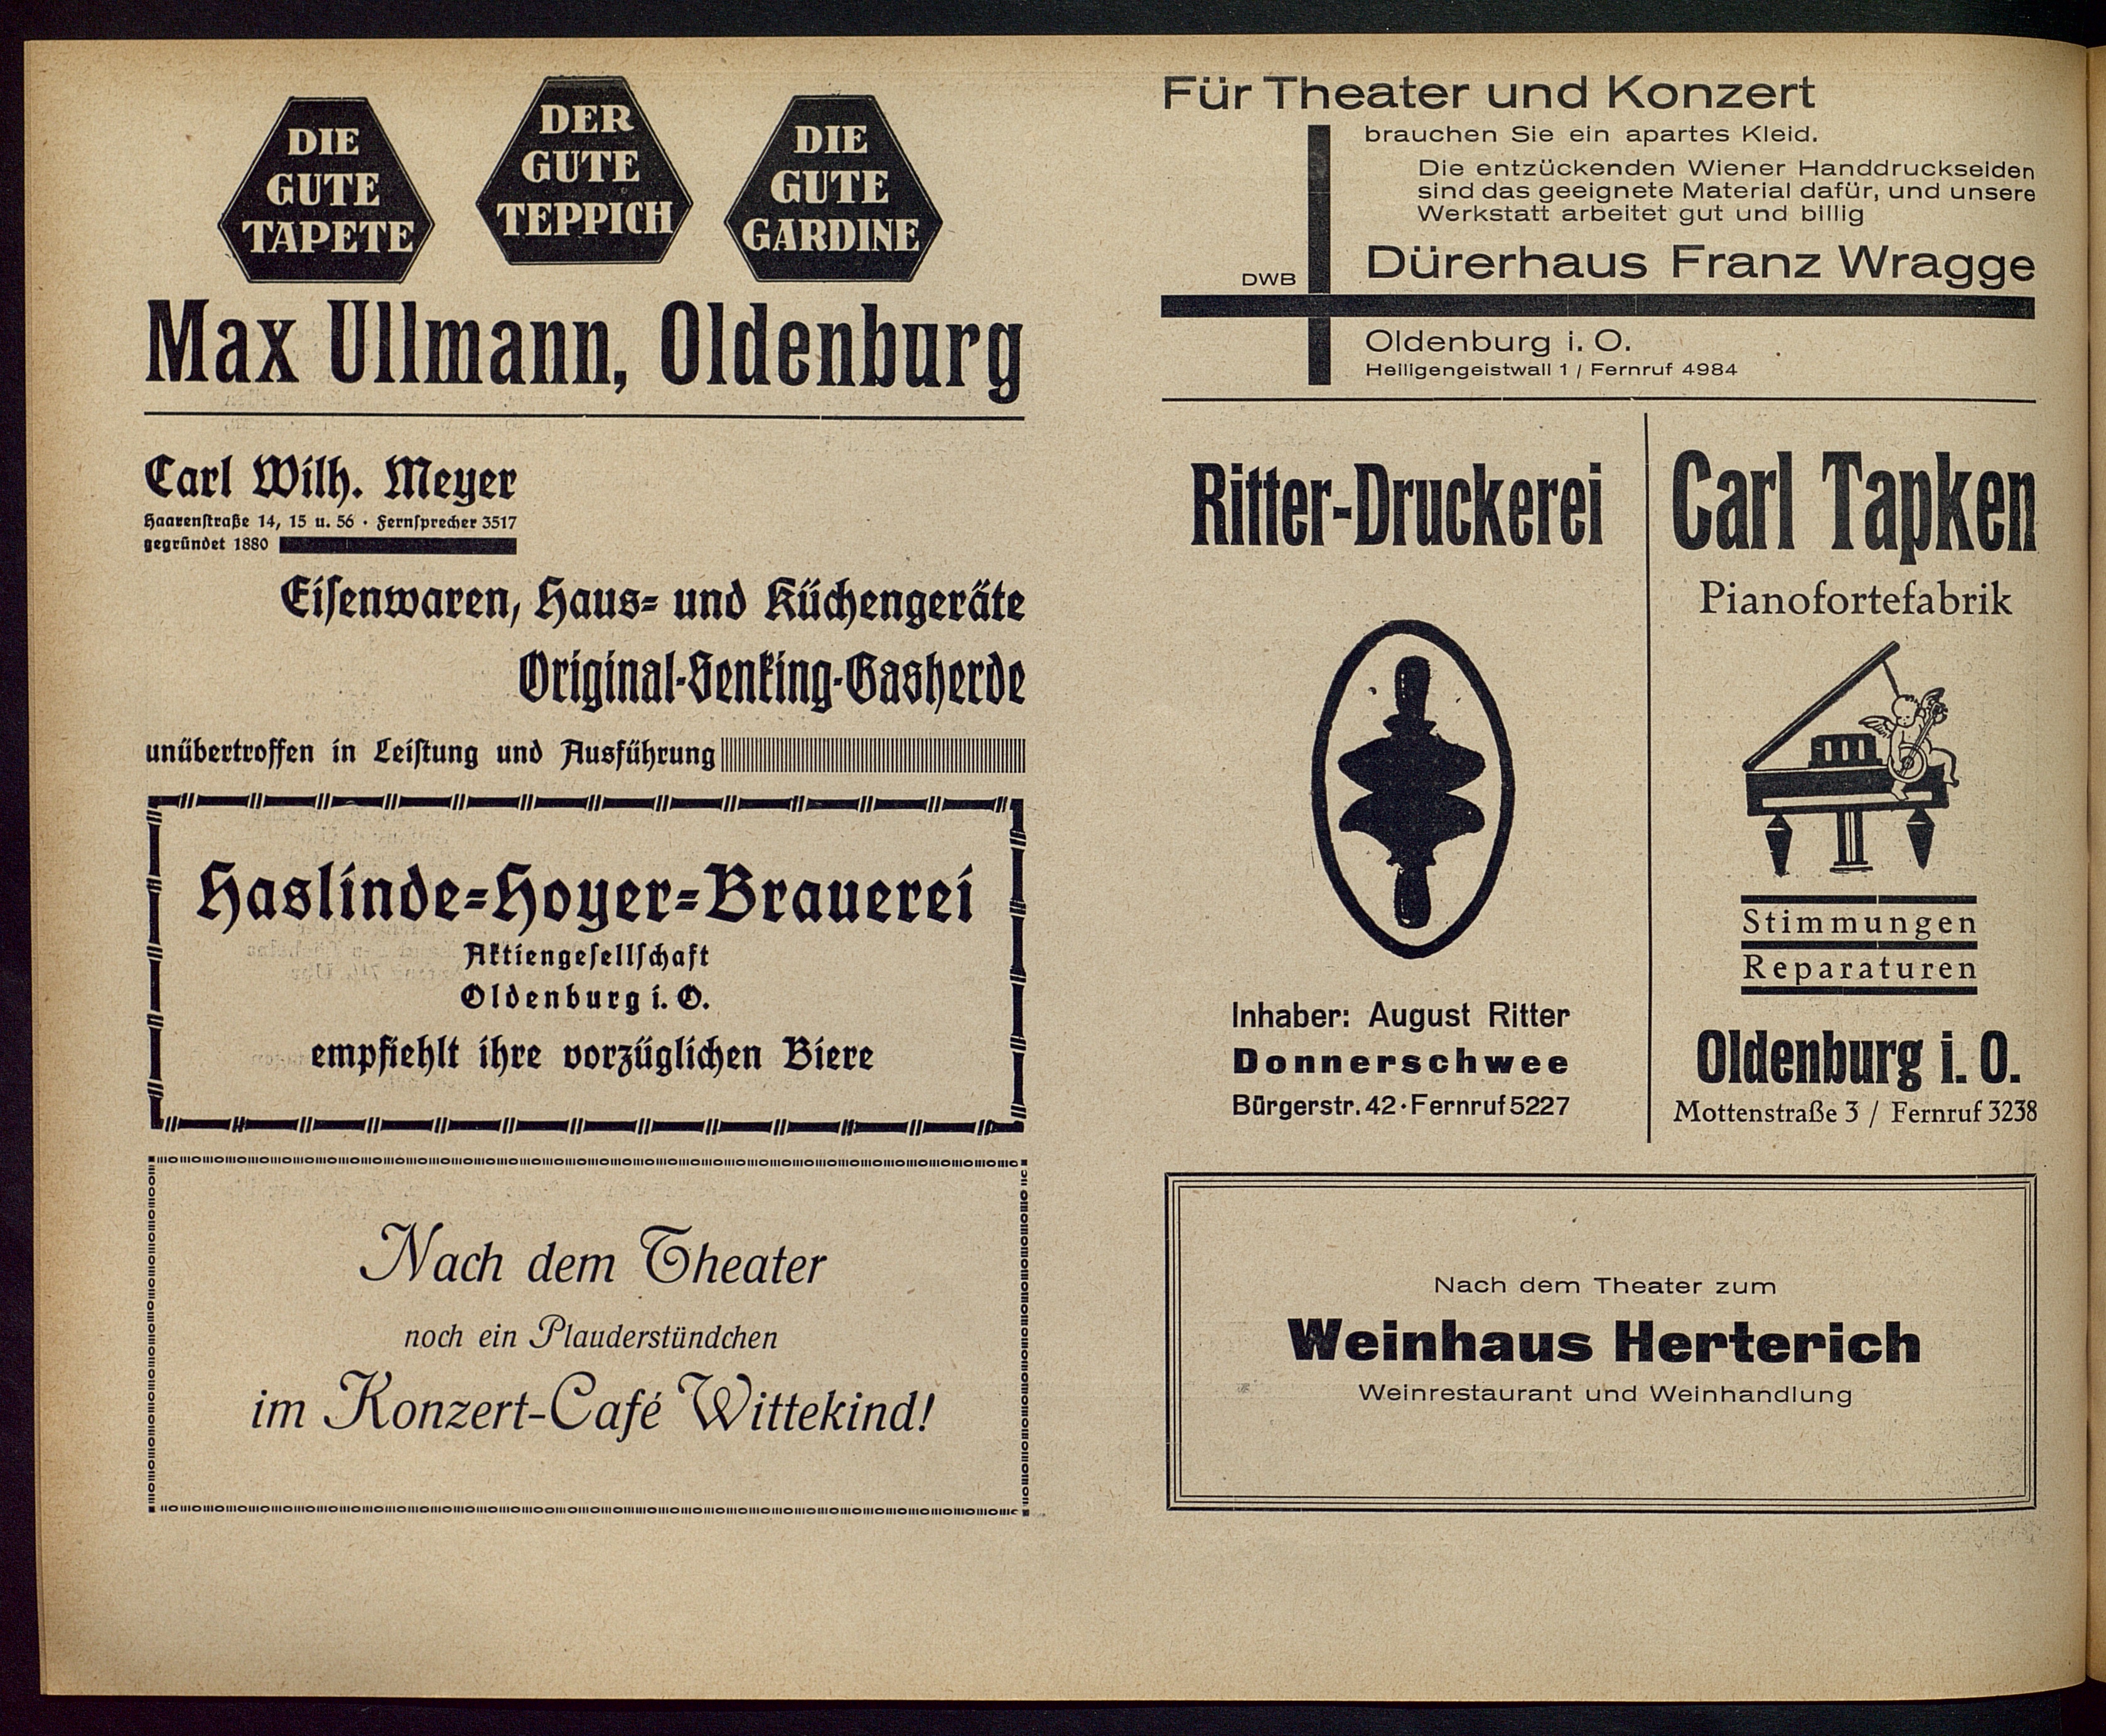 DIE
GUTE
TAPETE
DER
GUTE
TEPPICH
DIE
GUTE
GARDINE
Max Ullmann, Oldenburg
Carl Wilh. Meyer
Haarenſtraße 14, 15 u. 56 · Fernſprecher 3517
gegründet 1880
Eiſenwaren, Haus- und Küchengeräte
Original-Senking-Gasherde
unübertroffen in Leiſtung und Ausführung
Haslinde-Hoyer-Brauerei
Aktiengeſellſchaft
Oldenburg i. O.
empfiehlt ihre vorzüglichen Biere
Nach dem Theater
noch ein Plauderstündchen
im Konzert-Café Wittekind!
Für Theater und Konzert
brauchen Sie ein apartes Kleid.
Die entzückenden Wiener Handdruckseiden
sind das geeignete Material dafür, und unsere
Werkstatt arbeitet gut und billig
DWB
Dürerhaus Franz Wragge
Oldenburg i. O.
Heiligengeistwall 1 / Fernruf 4984
Ritter-Druckerei
Inhaber: August Ritter
Donnerschwee
Bürgerstr. 42 · Fernruf 5227
Carl Tapken
Pianofortefabrik
Stimmungen
Reparaturen
Oldenburg i. O.
Mottenstraße 3 / Fernruf 3238
Nach dem Theater zum
Weinhaus Herterich
Weinrestaurant und Weinhandlung